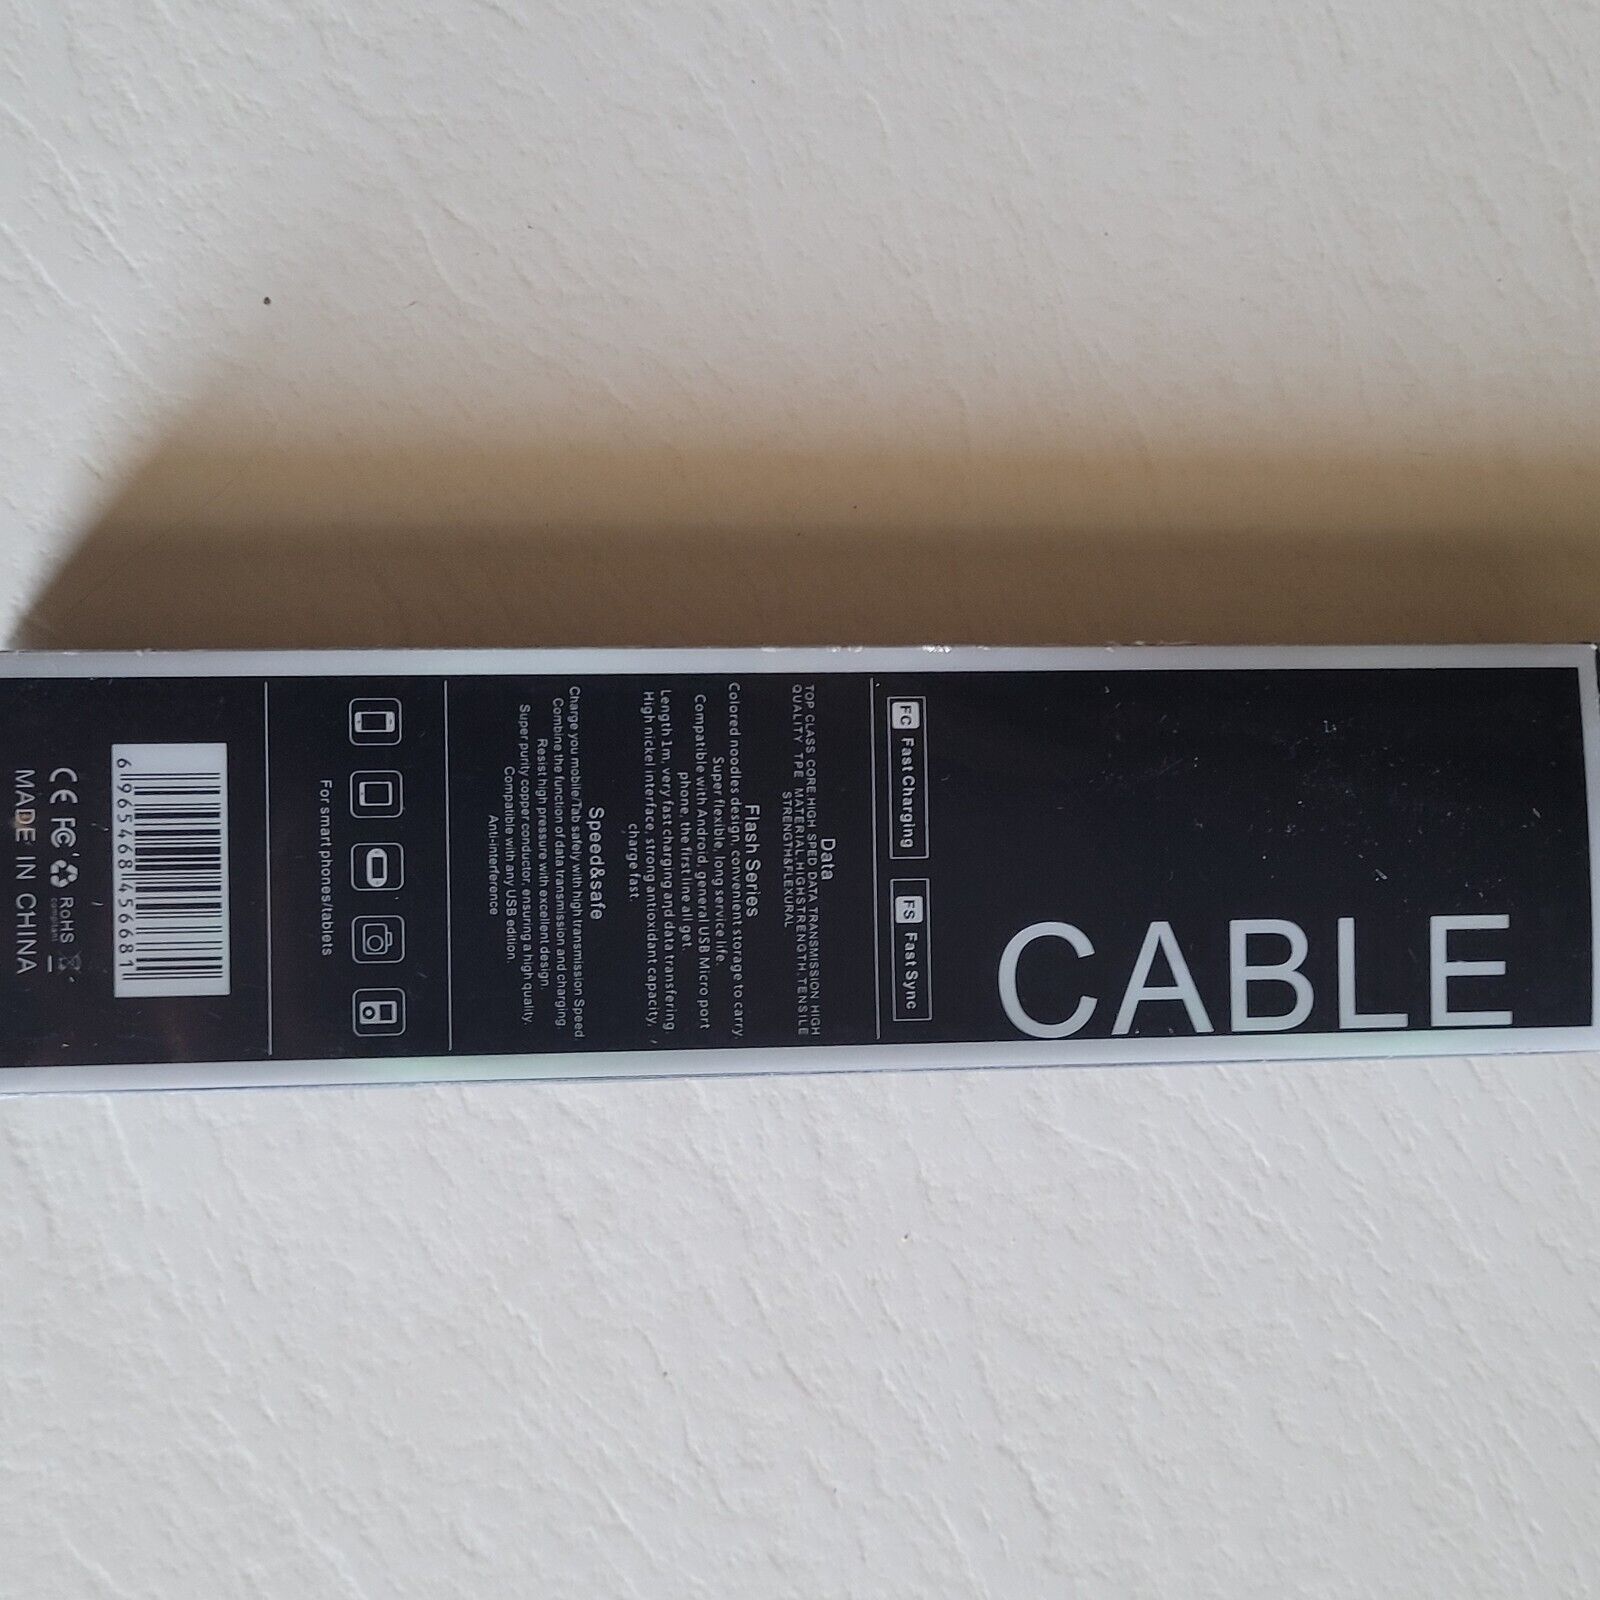 CABLE
FC Fast Charging
FS Fast Sync
Data
TOP CLASS CORE,HIGH SPED DATA TRANSMISSION HIGH
QUALITY TPE MATERIAL,HIGHSTRENGTH,TENSILE
STRENGTH&FLEXURAL
Flash Series
Colored noodles design, convenient storage to carry.
Super flexible, long service life.
Compatible with Android, general USB Micro port
phone, the first line all get.
Length 1m, very fast charging and data transfering,
High nickel interface, strong antioxidant capacity,
charge fast.
Speed&safe
Charge you mobile/Tab safely with high transmission Speed
Combine the function of data transmission and charging.
Resist high pressure with excellent design.
Super purity copper conductor, ensuring a high quality.
Compatible with any USB edition.
Anti-interference
For smart phones/tablets
6 965468 456681
CE FC RoHS
compliant
MADE IN CHINA